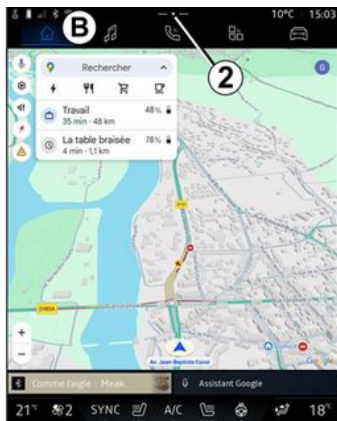 B
10°C 15:03
2
Rechercher
G
Travail 48%
35 min · 48 km
La table braisée 78%
4 min · 1,1 km
+
−
Av. Jean-Baptiste Corot
Google
Comme l'aigle - Meak
Assistant Google
21°C 2 SYNC A/C 18°C